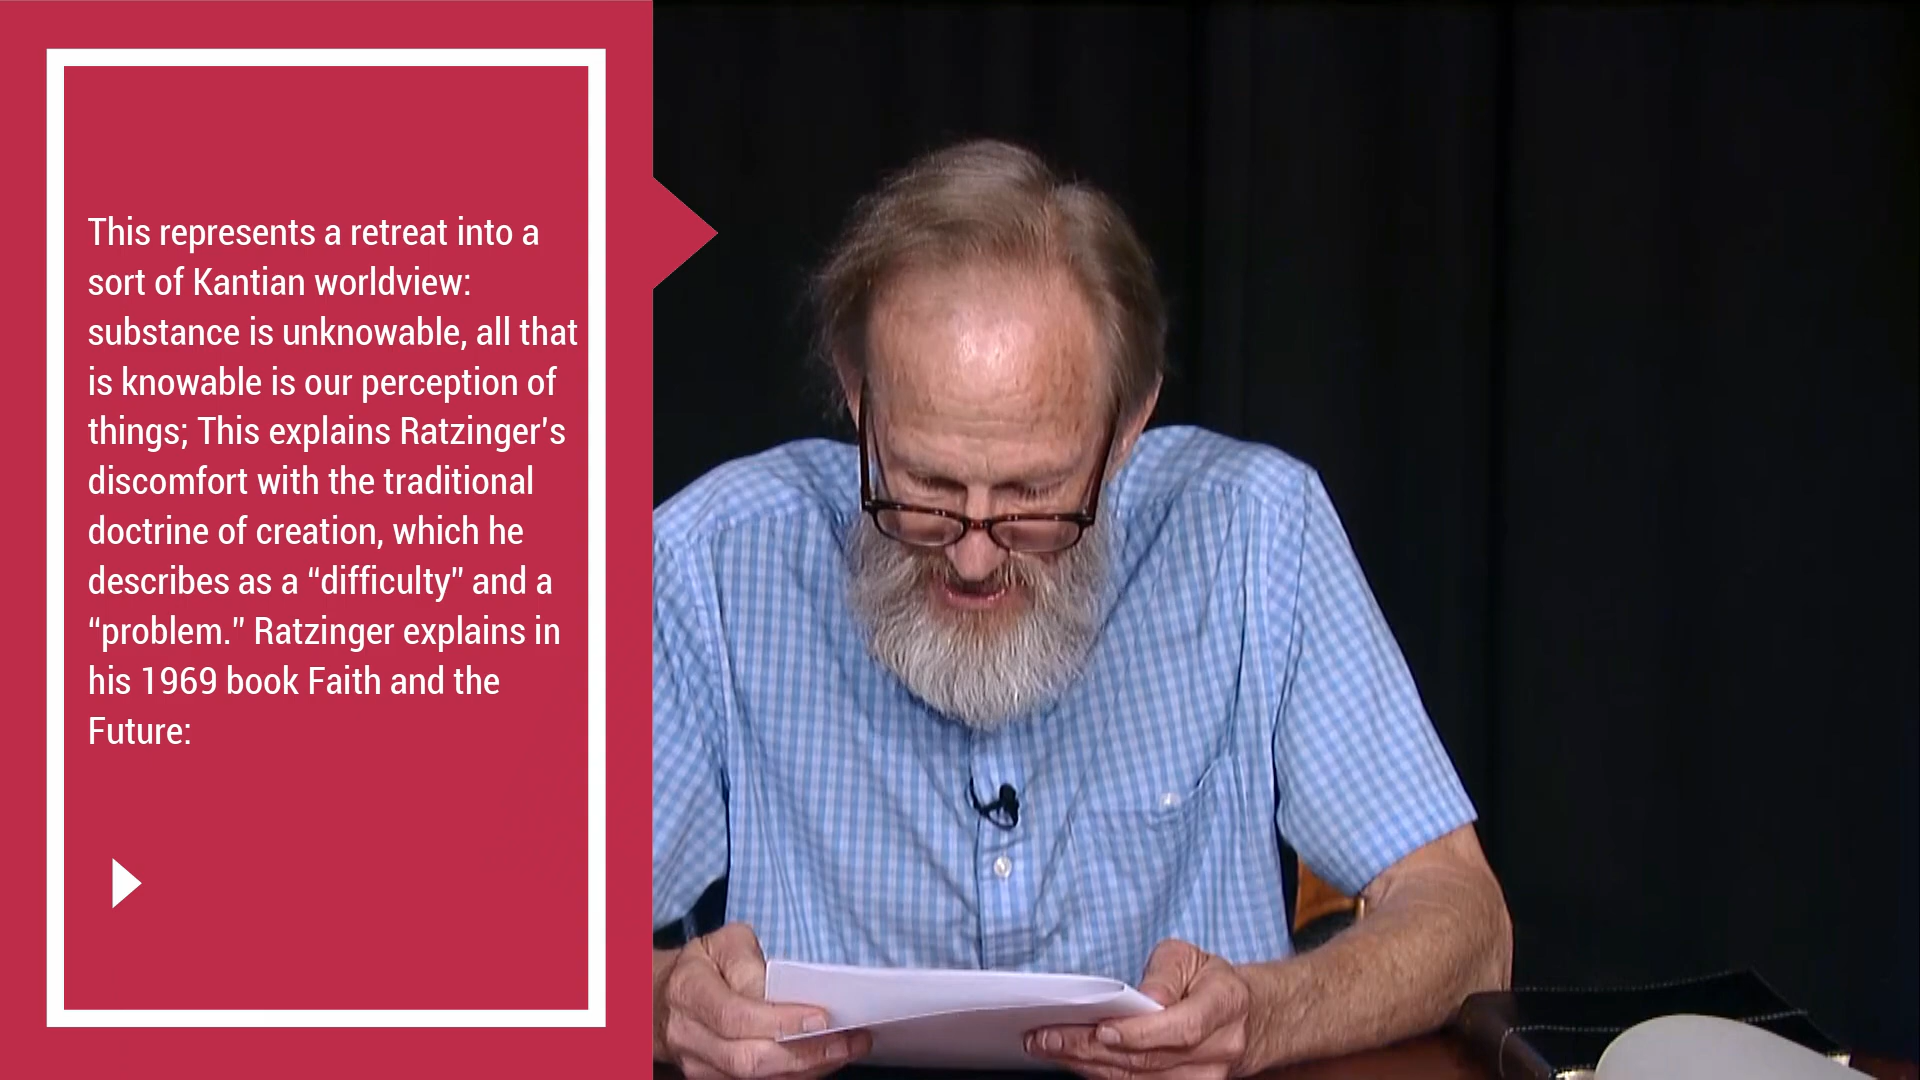 This represents a retreat into a
sort of Kantian worldview:
substance is unknowable, all that
is knowable is our perception of
things; This explains Ratzinger's
discomfort with the traditional
doctrine of creation, which he
describes as a “difficulty” and a
“problem.” Ratzinger explains in
his 1969 book Faith and the
Future: